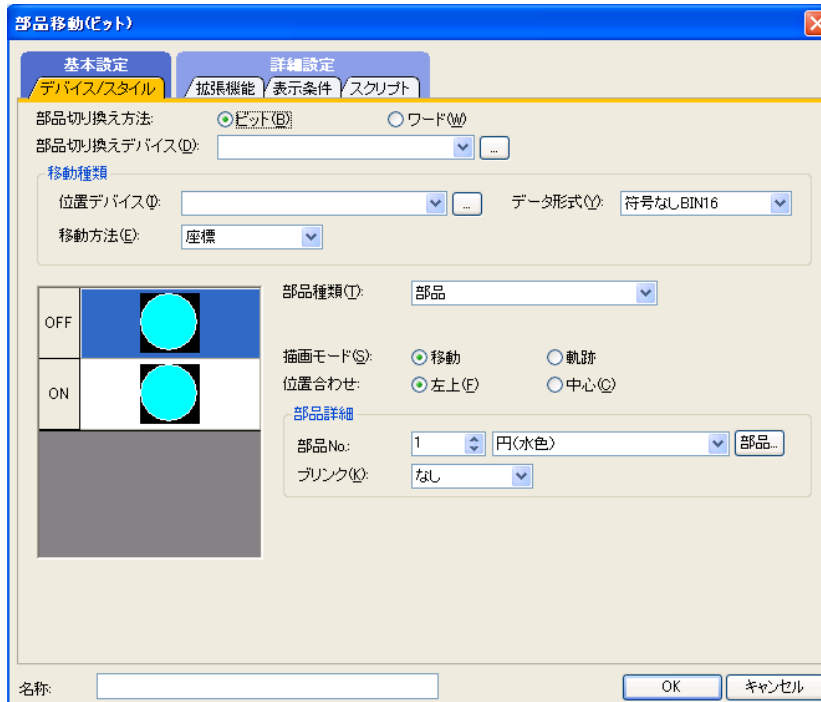 部品移動(ビット)
基本設定 詳細設定
デバイス/スタイル 拡張機能 表示条件 スクリプト
部品切り換え方法: ビット(B) ワード(W)
部品切り換えデバイス(D): ...
移動種類
位置デバイス(I): ... データ形式(Y): 符号なしBIN16
移動方法(E): 座標
部品種類(T): 部品
OFF
描画モード(S): 移動 軌跡
位置合わせ: 左上(F) 中心(C)
ON
部品詳細
部品No.: 1 円(水色) 部品...
ブリンク(K): なし
名称: OK キャンセル